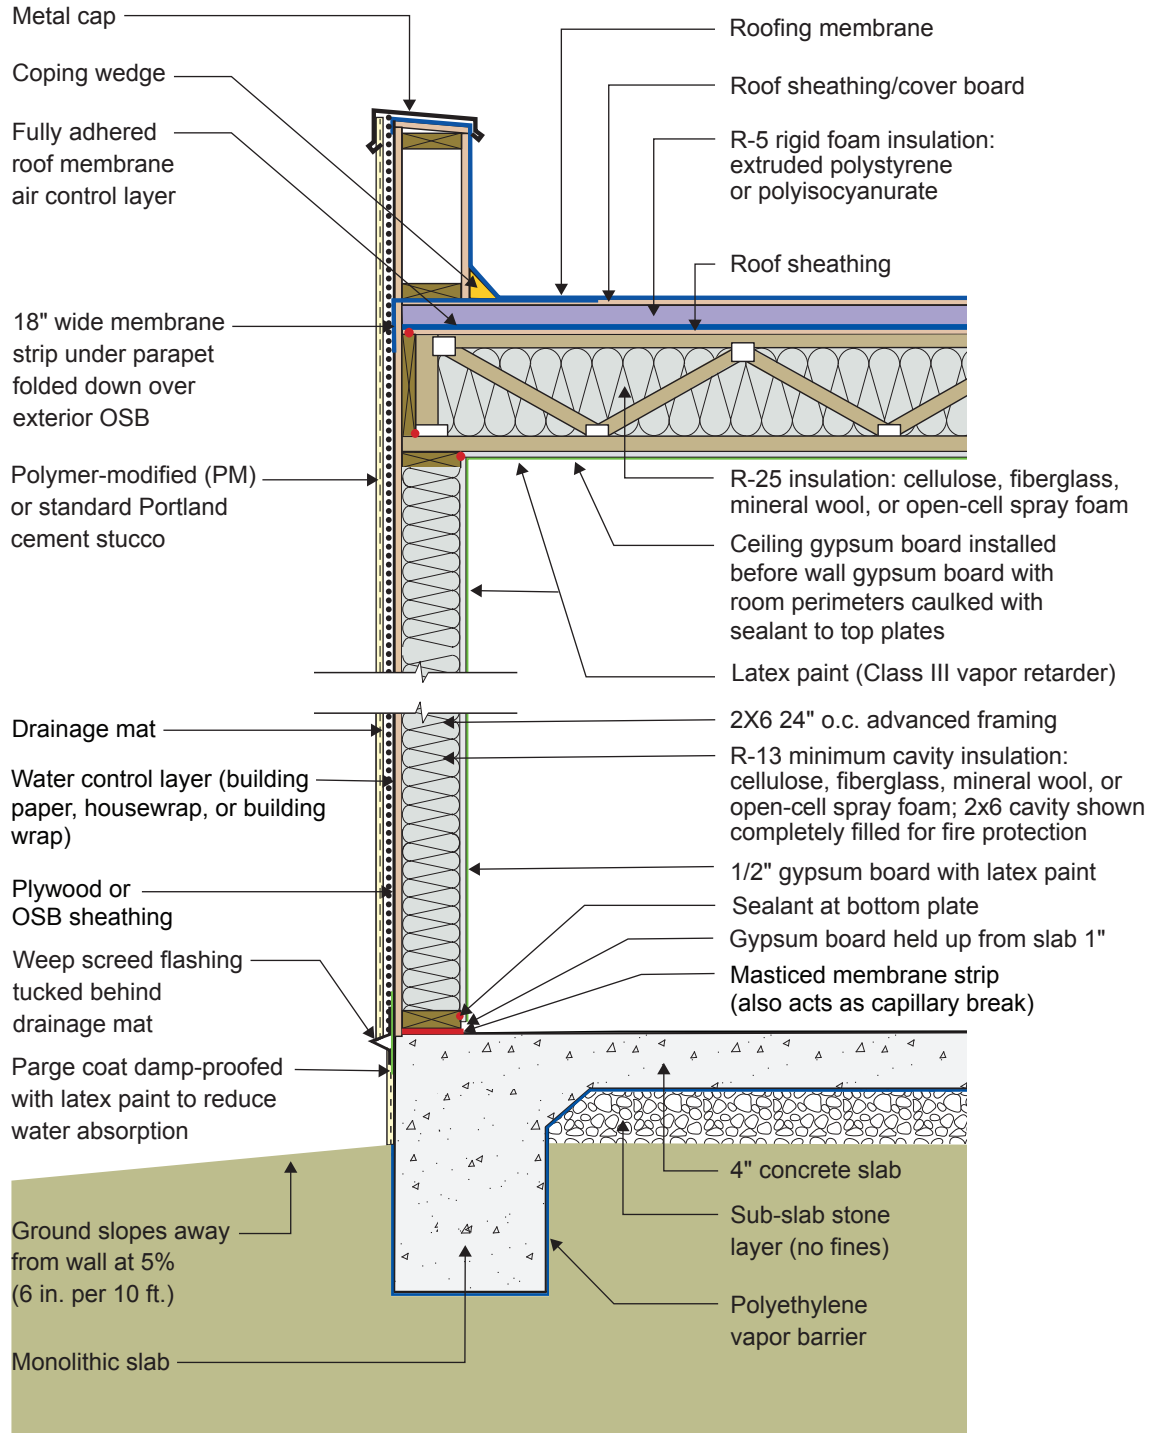 Metal cap
Coping wedge
Fully adhered
roof membrane
air control layer
18" wide membrane
strip under parapet
folded down over
exterior OSB
Polymer-modified (PM)
or standard Portland
cement stucco
Drainage mat
Water control layer (building
paper, housewrap, or building
wrap)
Plywood or
OSB sheathing
Weep screed flashing
tucked behind
drainage mat
Parge coat damp-proofed
with latex paint to reduce
water absorption
Ground slopes away
from wall at 5%
(6 in. per 10 ft.)
Monolithic slab
Roofing membrane
Roof sheathing/cover board
R-5 rigid foam insulation:
extruded polystyrene
or polyisocyanurate
Roof sheathing
R-25 insulation: cellulose, fiberglass,
mineral wool, or open-cell spray foam
Ceiling gypsum board installed
before wall gypsum board with
room perimeters caulked with
sealant to top plates
Latex paint (Class III vapor retarder)
2X6 24" o.c. advanced framing
R-13 minimum cavity insulation:
cellulose, fiberglass, mineral wool, or
open-cell spray foam; 2x6 cavity shown
completely filled for fire protection
1/2" gypsum board with latex paint
Sealant at bottom plate
Gypsum board held up from slab 1"
Masticed membrane strip
(also acts as capillary break)
4" concrete slab
Sub-slab stone
layer (no fines)
Polyethylene
vapor barrier